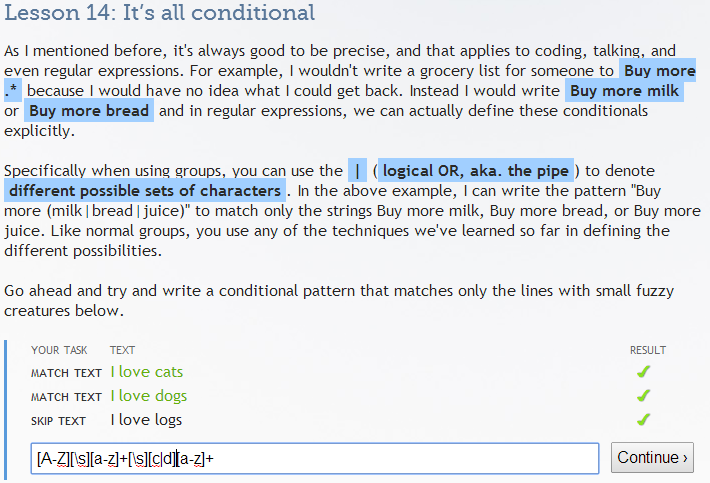 Lesson 14: It's all conditional
As I mentioned before, it's always good to be precise, and that applies to coding, talking, and
even regular expressions. For example, I wouldn't write a grocery list for someone to Buy more
.* because I would have no idea what I could get back. Instead I would write Buy more milk
or Buy more bread and in regular expressions, we can actually define these conditionals
explicitly.
Specifically when using groups, you can use the | (logical OR, aka. the pipe) to denote
different possible sets of characters. In the above example, I can write the pattern "Buy
more (milk|bread|juice)" to match only the strings Buy more milk, Buy more bread, or Buy more
juice. Like normal groups, you use any of the techniques we've learned so far in defining the
different possibilities.
Go ahead and try and write a conditional pattern that matches only the lines with small fuzzy
creatures below.
YOUR TASK TEXT RESULT
MATCH TEXT I love cats
MATCH TEXT I love dogs
SKIP TEXT I love logs
[A-Z][\s][a-z]+[\s][c|d][a-z]+ Continue ›